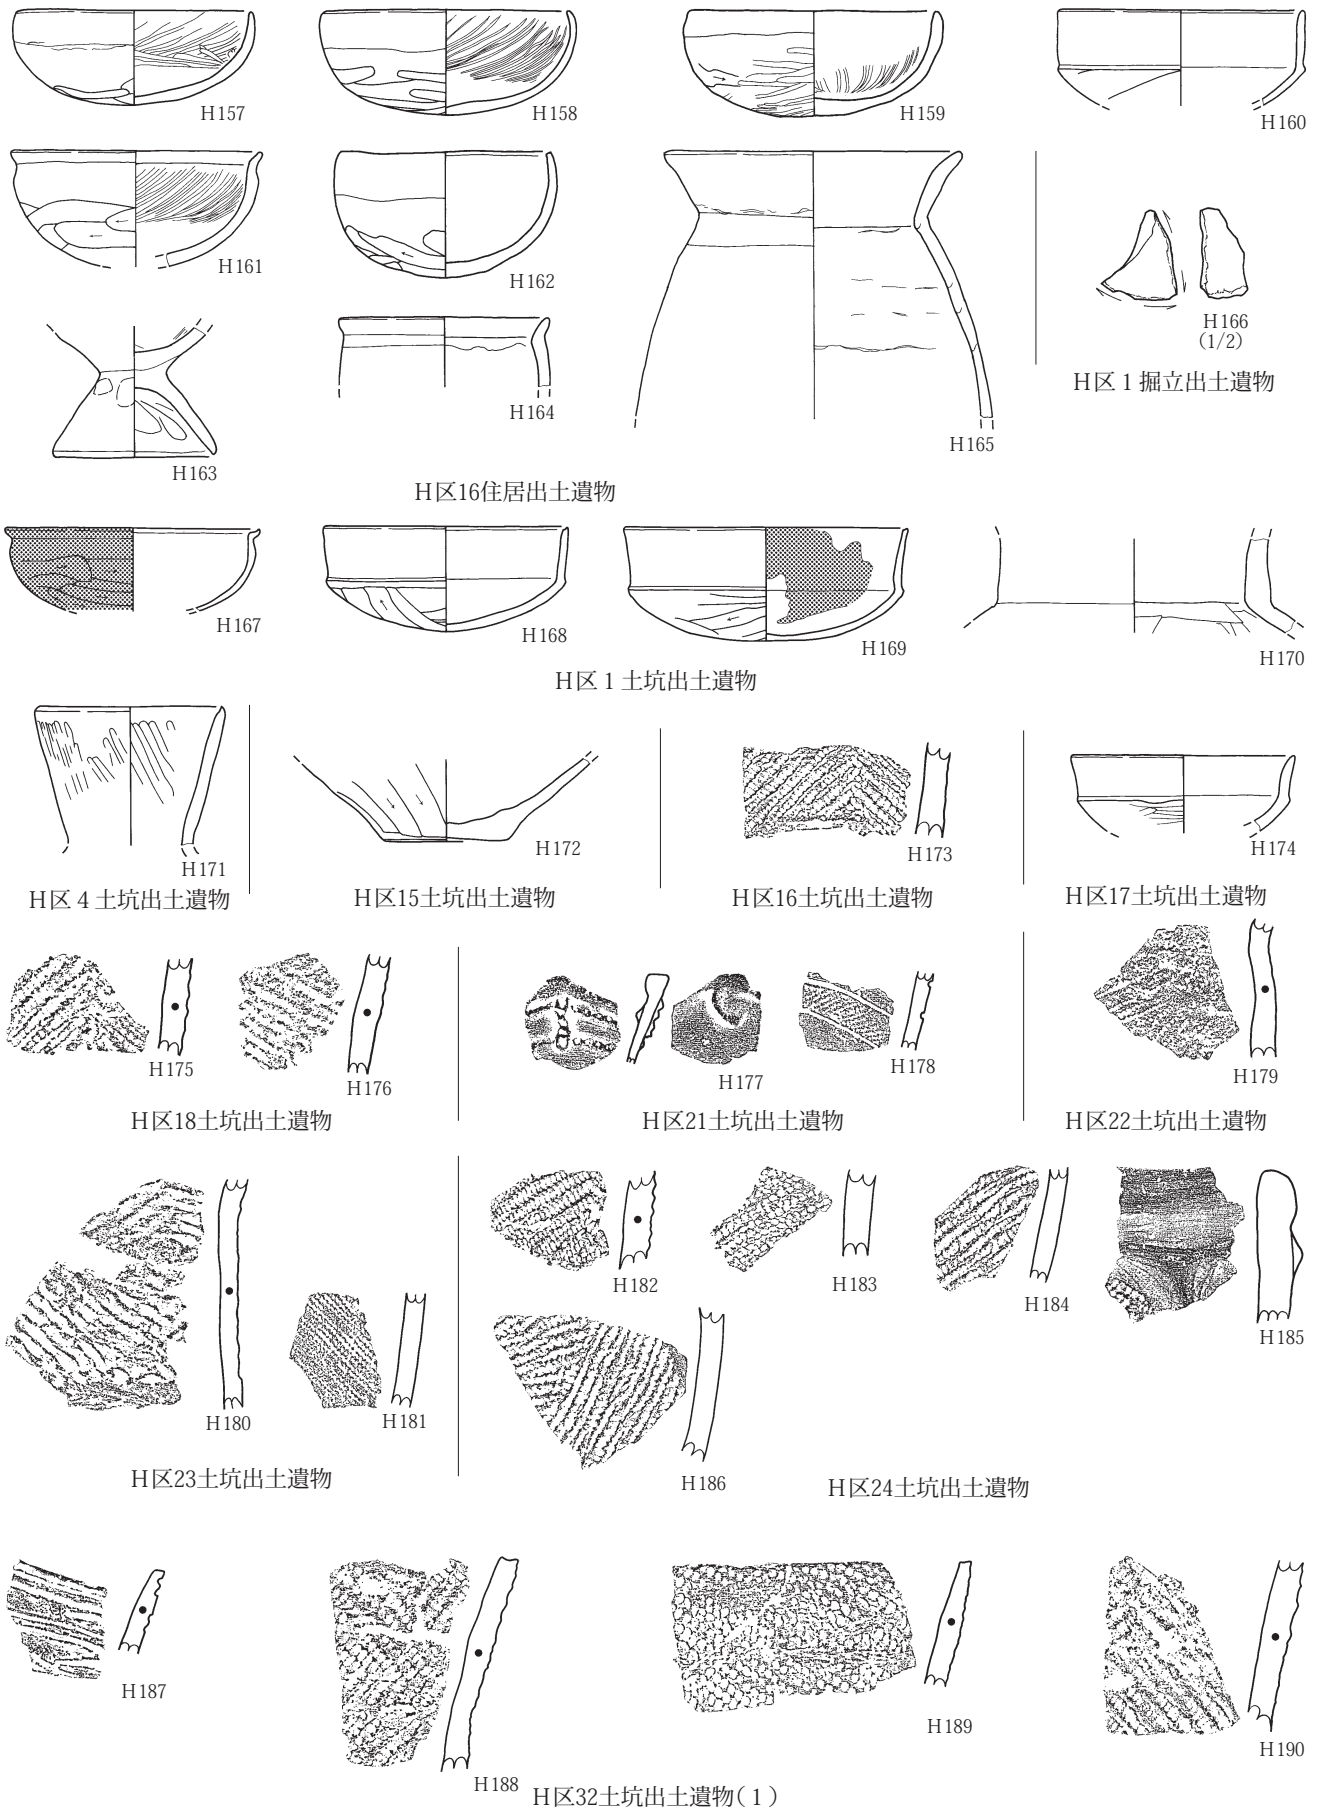 H157
H158
H159
H160
H161
H162
H163
H164
H165
H166
(1/2)
H区1掘立出土遺物
H区16住居出土遺物
H167
H168
H169
H170
H区1土坑出土遺物
H171
H区4土坑出土遺物
H172
H区15土坑出土遺物
H173
H区16土坑出土遺物
H174
H区17土坑出土遺物
H175
H176
H区18土坑出土遺物
H177
H178
H区21土坑出土遺物
H179
H区22土坑出土遺物
H180
H181
H区23土坑出土遺物
H182
H183
H184
H185
H186
H区24土坑出土遺物
H187
H188
H189
H190
H区32土坑出土遺物(1)